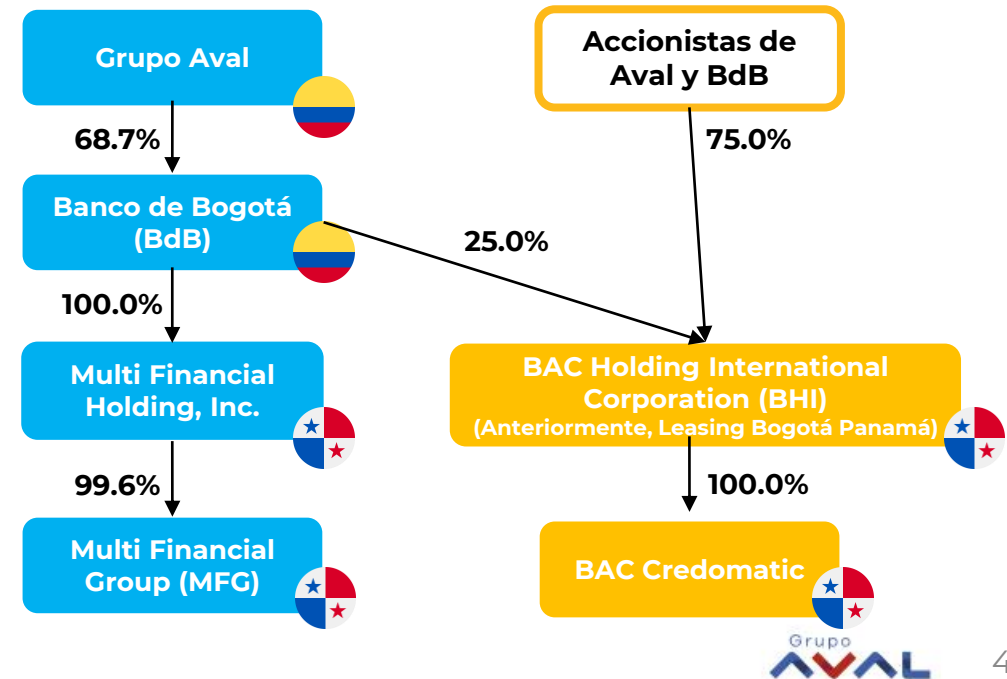 Grupo Aval
Accionistas de
Aval y BdB
68.7%
75.0%
Banco de Bogotá
(BdB)
25.0%
100.0%
Multi Financial
Holding, Inc.
BAC Holding International
Corporation (BHI)
(Anteriormente, Leasing Bogotá Panamá)
99.6%
100.0%
Multi Financial
Group (MFG)
BAC Credomatic
Grupo
AVAL
4